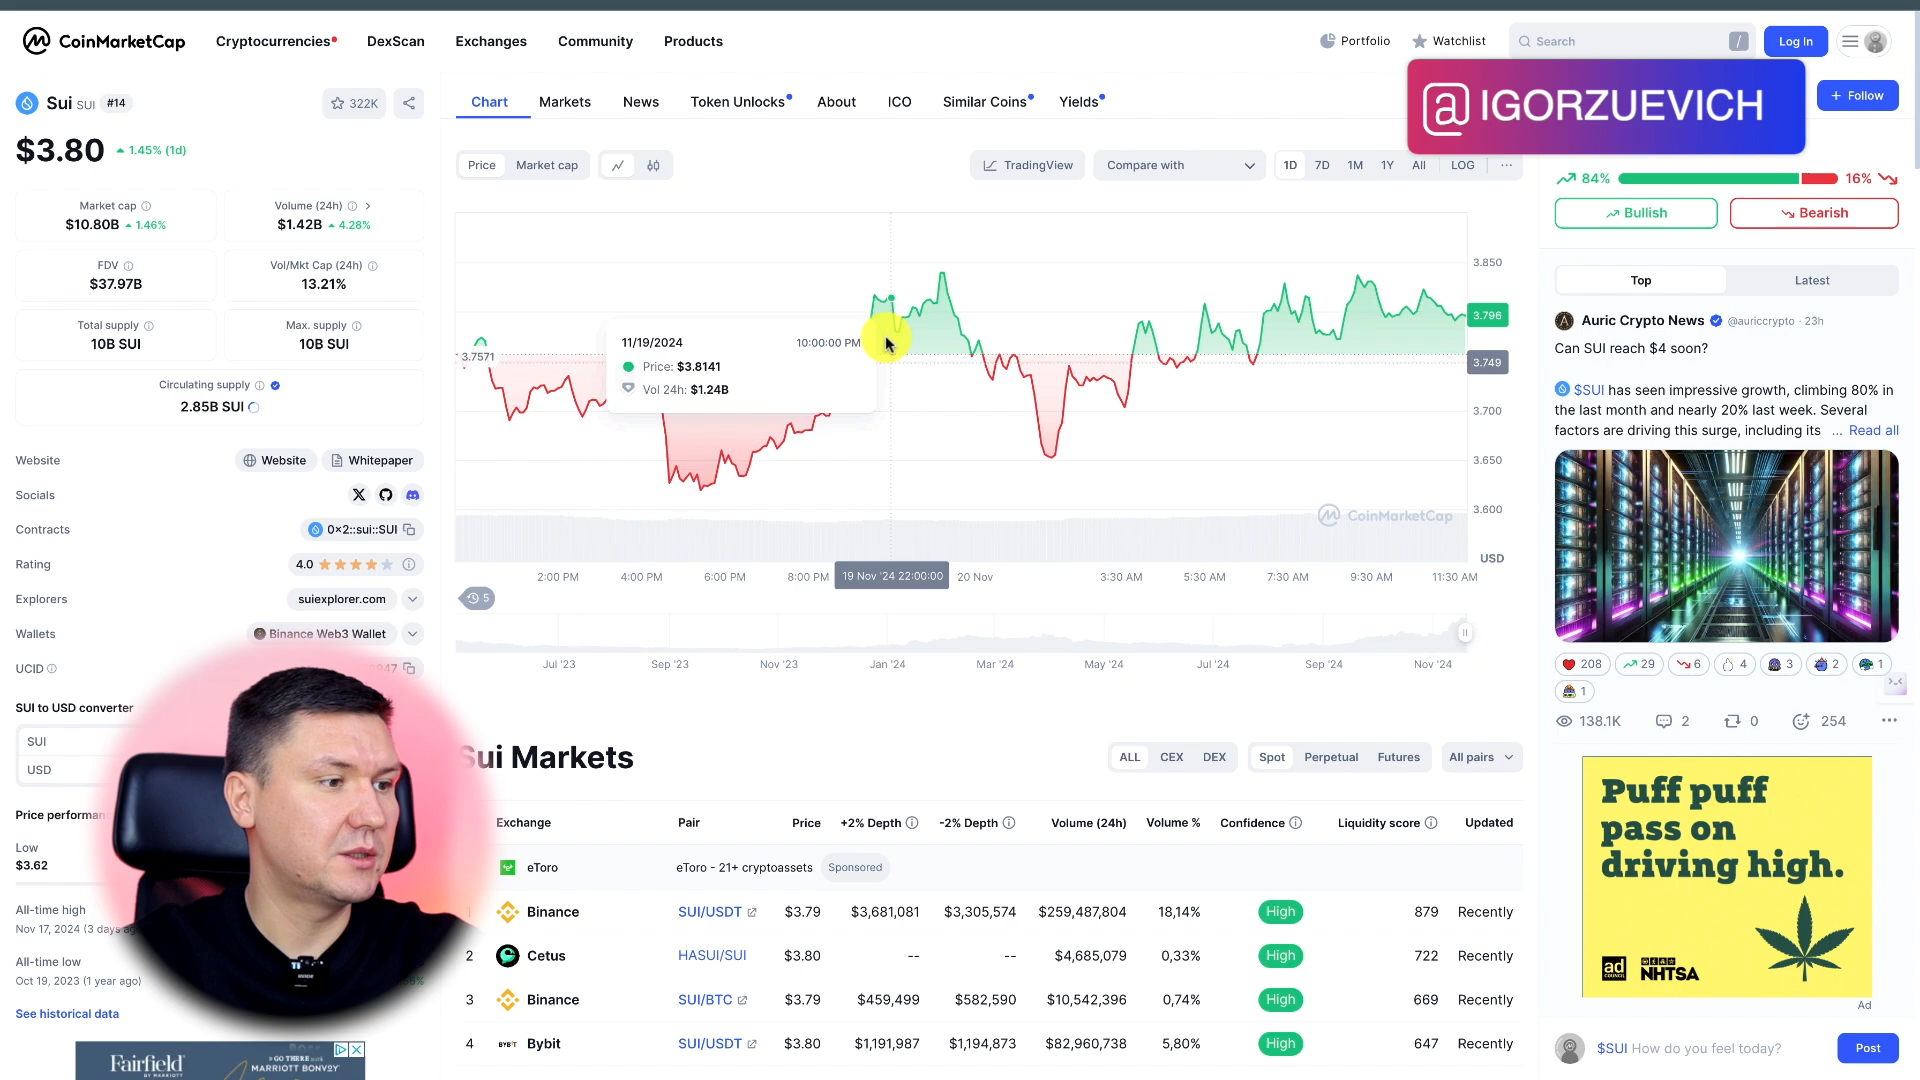 CoinMarketCap
Cryptocurrencies
DexScan
Exchanges
Community
Products
Portfolio
Watchlist
Search
/
Log In
@IGORZUEVICH
+ Follow
Sui SUI #14
322K
$3.80 1.45% (1d)
Market cap
$10.80B 1.46%
Volume (24h)
$1.42B 4.28%
FDV
$37.97B
Vol/Mkt Cap (24h)
13.21%
Total supply
10B SUI
Max. supply
10B SUI
Circulating supply
2.85B SUI
Website
Website
Whitepaper
Socials
Contracts
0x2::sui::SUI
Rating
4.0
Explorers
suiexplorer.com
Wallets
Binance Web3 Wallet
UCID
SUI to USD converter
SUI
USD
Low
$3.62
All-time high
Nov 17, 2024 (3 days
All-time low
Oct 19, 2023 (1 year ago)
See historical data
Fairfield
BY MARRIOTT
GO THERE
MARRIOTT BONVOY
Chart
Markets
News
Token Unlocks
About
ICO
Similar Coins
Yields
Price
Market cap
TradingView
Compare with
1D
7D
1M
1Y
All
LOG
...
3.7571
11/19/2024 10:00:00 PM
Price: $3.8141
Vol 24h: $1.24B
3.850
3.796
3.749
3.700
3.650
3.600
CoinMarketCap
USD
2:00 PM
4:00 PM
6:00 PM
8:00 PM
19 Nov '24 22:00:00
20 Nov
3:30 AM
5:30 AM
7:30 AM
9:30 AM
11:30 AM
5
Jul '23
Sep '23
Nov '23
Jan '24
Mar '24
May '24
Jul '24
Sep '24
Nov '24
Sui Markets
ALL
CEX
DEX
Spot
Perpetual
Futures
All pairs
Exchange Pair Price +2% Depth -2% Depth Volume (24h) Volume % Confidence Liquidity score Updated
eToro eToro - 21+ cryptoassets Sponsored
1 Binance SUI/USDT $3.79 $3,681,081 $3,305,574 $259,487,804 18,14% High 879 Recently
2 Cetus HASUI/SUI $3.80 -- -- $4,685,079 0,33% High 722 Recently
3 Binance SUI/BTC $3.79 $459,499 $582,590 $10,542,396 0,74% High 669 Recently
4 BYBIT Bybit SUI/USDT $3.80 $1,191,987 $1,194,873 $82,960,738 5,80% High 647 Recently
84%
16%
Bullish
Bearish
Top
Latest
Auric Crypto News @auriccrypto · 23h
Can SUI reach $4 soon?
$SUI has seen impressive growth, climbing 80% in
the last month and nearly 20% last week. Several
factors are driving this surge, including its ... Read all
208
29
6
4
3
2
1
1
138.1K
2
0
254
...
Puff puff
pass on
driving high.
ad
COUNCIL
NHTSA
Ad
$SUI How do you feel today?
Post